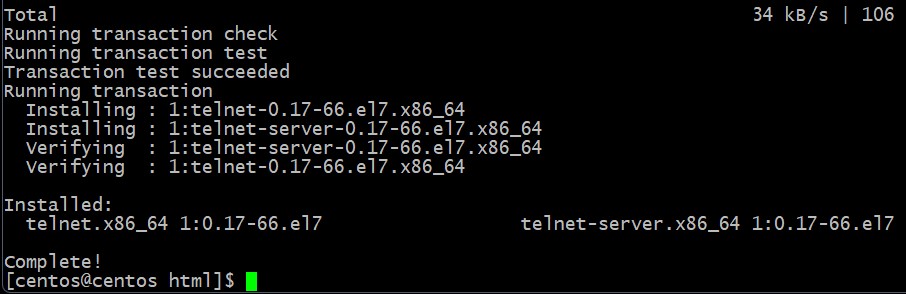 Total 34 kB/s | 106
Running transaction check
Running transaction test
Transaction test succeeded
Running transaction
  Installing : 1:telnet-0.17-66.el7.x86_64
  Installing : 1:telnet-server-0.17-66.el7.x86_64
  Verifying  : 1:telnet-server-0.17-66.el7.x86_64
  Verifying  : 1:telnet-0.17-66.el7.x86_64
Installed:
  telnet.x86_64 1:0.17-66.el7 telnet-server.x86_64 1:0.17-66.el7
Complete!
[centos@centos html]$